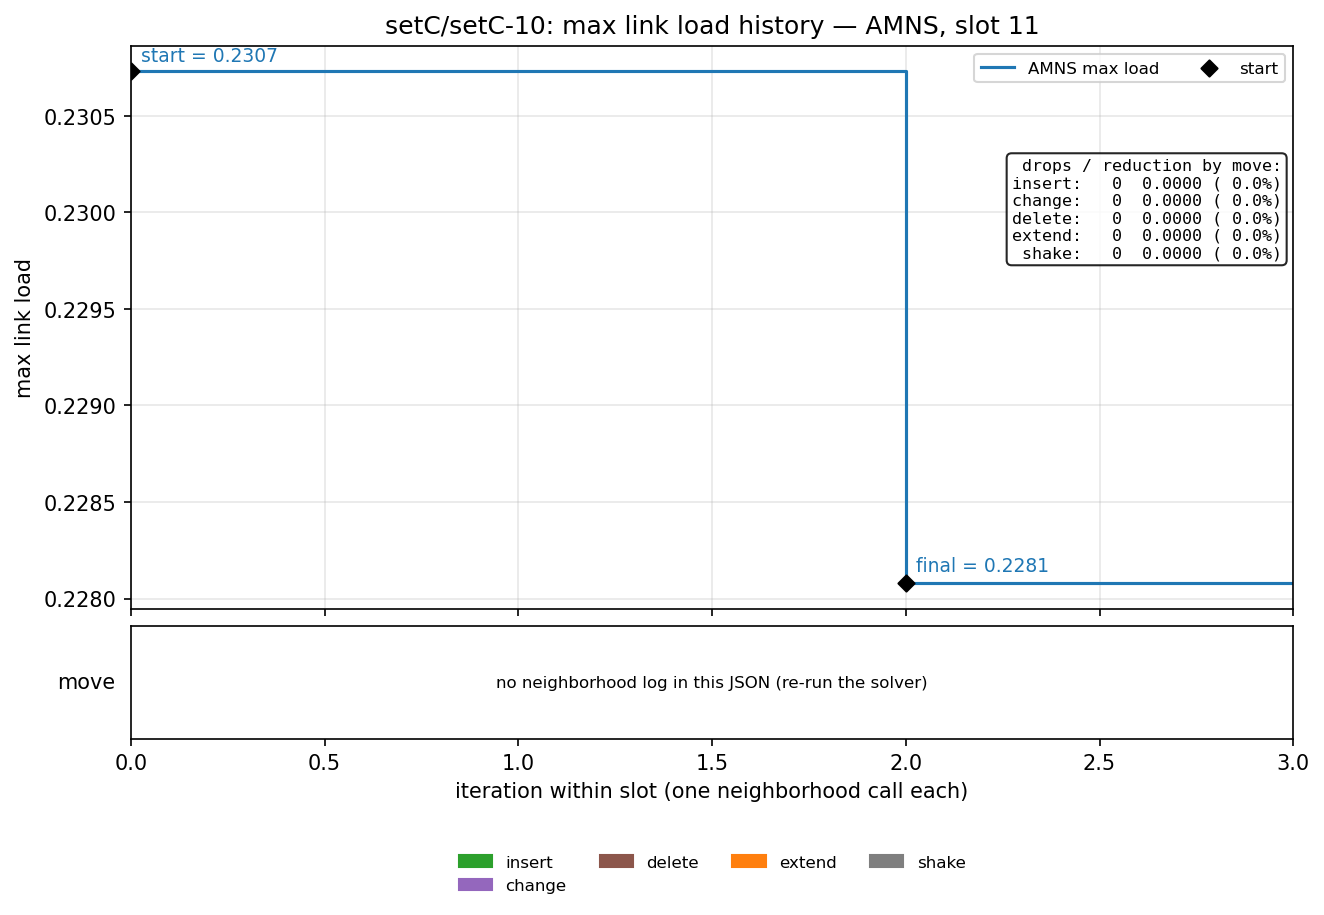 setC/setC-10: max link load history — AMNS, slot 11
start = 0.2307
AMNS max load
start
drops / reduction by move:
insert:   0  0.0000 ( 0.0%)
change:   0  0.0000 ( 0.0%)
delete:   0  0.0000 ( 0.0%)
extend:   0  0.0000 ( 0.0%)
shake:   0  0.0000 ( 0.0%)
max link load
0.2305
0.2300
0.2295
0.2290
0.2285
0.2280
final = 0.2281
move
no neighborhood log in this JSON (re-run the solver)
0.0 0.5 1.0 1.5 2.0 2.5 3.0
iteration within slot (one neighborhood call each)
insert delete extend shake
change